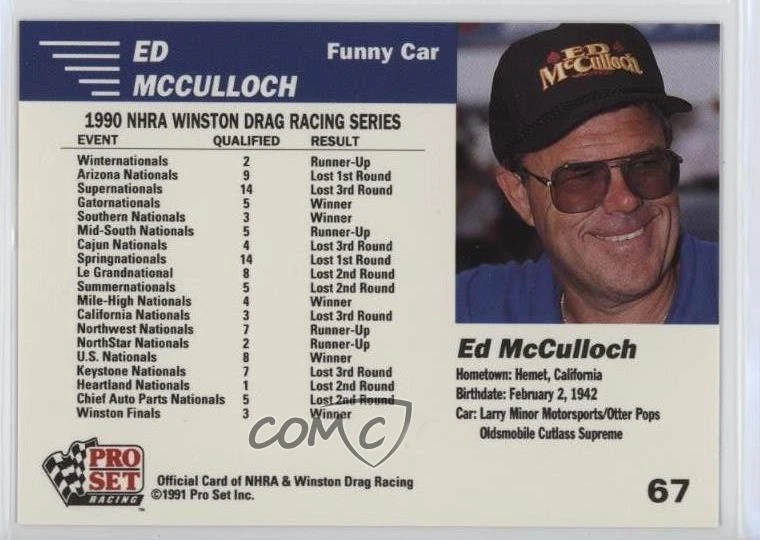 ED
MCCULLOCH
Funny Car
1990 NHRA WINSTON DRAG RACING SERIES
EVENT QUALIFIED RESULT
Winternationals 2 Runner-Up
Arizona Nationals 9 Lost 1st Round
Supernationals 14 Lost 3rd Round
Gatornationals 5 Winner
Southern Nationals 3 Winner
Mid-South Nationals 5 Runner-Up
Cajun Nationals 4 Lost 3rd Round
Springnationals 14 Lost 1st Round
Le Grandnational 8 Lost 2nd Round
Summernationals 5 Lost 2nd Round
Mile-High Nationals 4 Winner
California Nationals 3 Lost 3rd Round
Northwest Nationals 7 Runner-Up
NorthStar Nationals 2 Runner-Up
U.S. Nationals 8 Winner
Keystone Nationals 7 Lost 3rd Round
Heartland Nationals 1 Lost 2nd Round
Chief Auto Parts Nationals 5 Lost 2nd Round
Winston Finals 3 Winner
COMC
PRO
SET
RACING
TM
Official Card of NHRA & Winston Drag Racing
©1991 Pro Set Inc.
ED
McCulloch
Ed McCulloch
Hometown: Hemet, California
Birthdate: February 2, 1942
Car: Larry Minor Motorsports/Otter Pops
Oldsmobile Cutlass Supreme
67